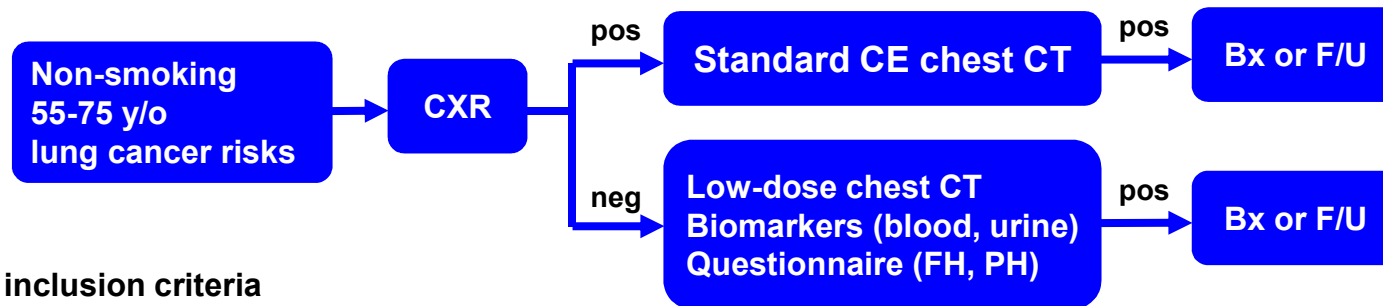 Non-smoking
55-75 y/o
lung cancer risks
CXR
pos
Standard CE chest CT
pos
Bx or F/U
neg
Low-dose chest CT
Biomarkers (blood, urine)
Questionnaire (FH, PH)
pos
Bx or F/U
inclusion criteria